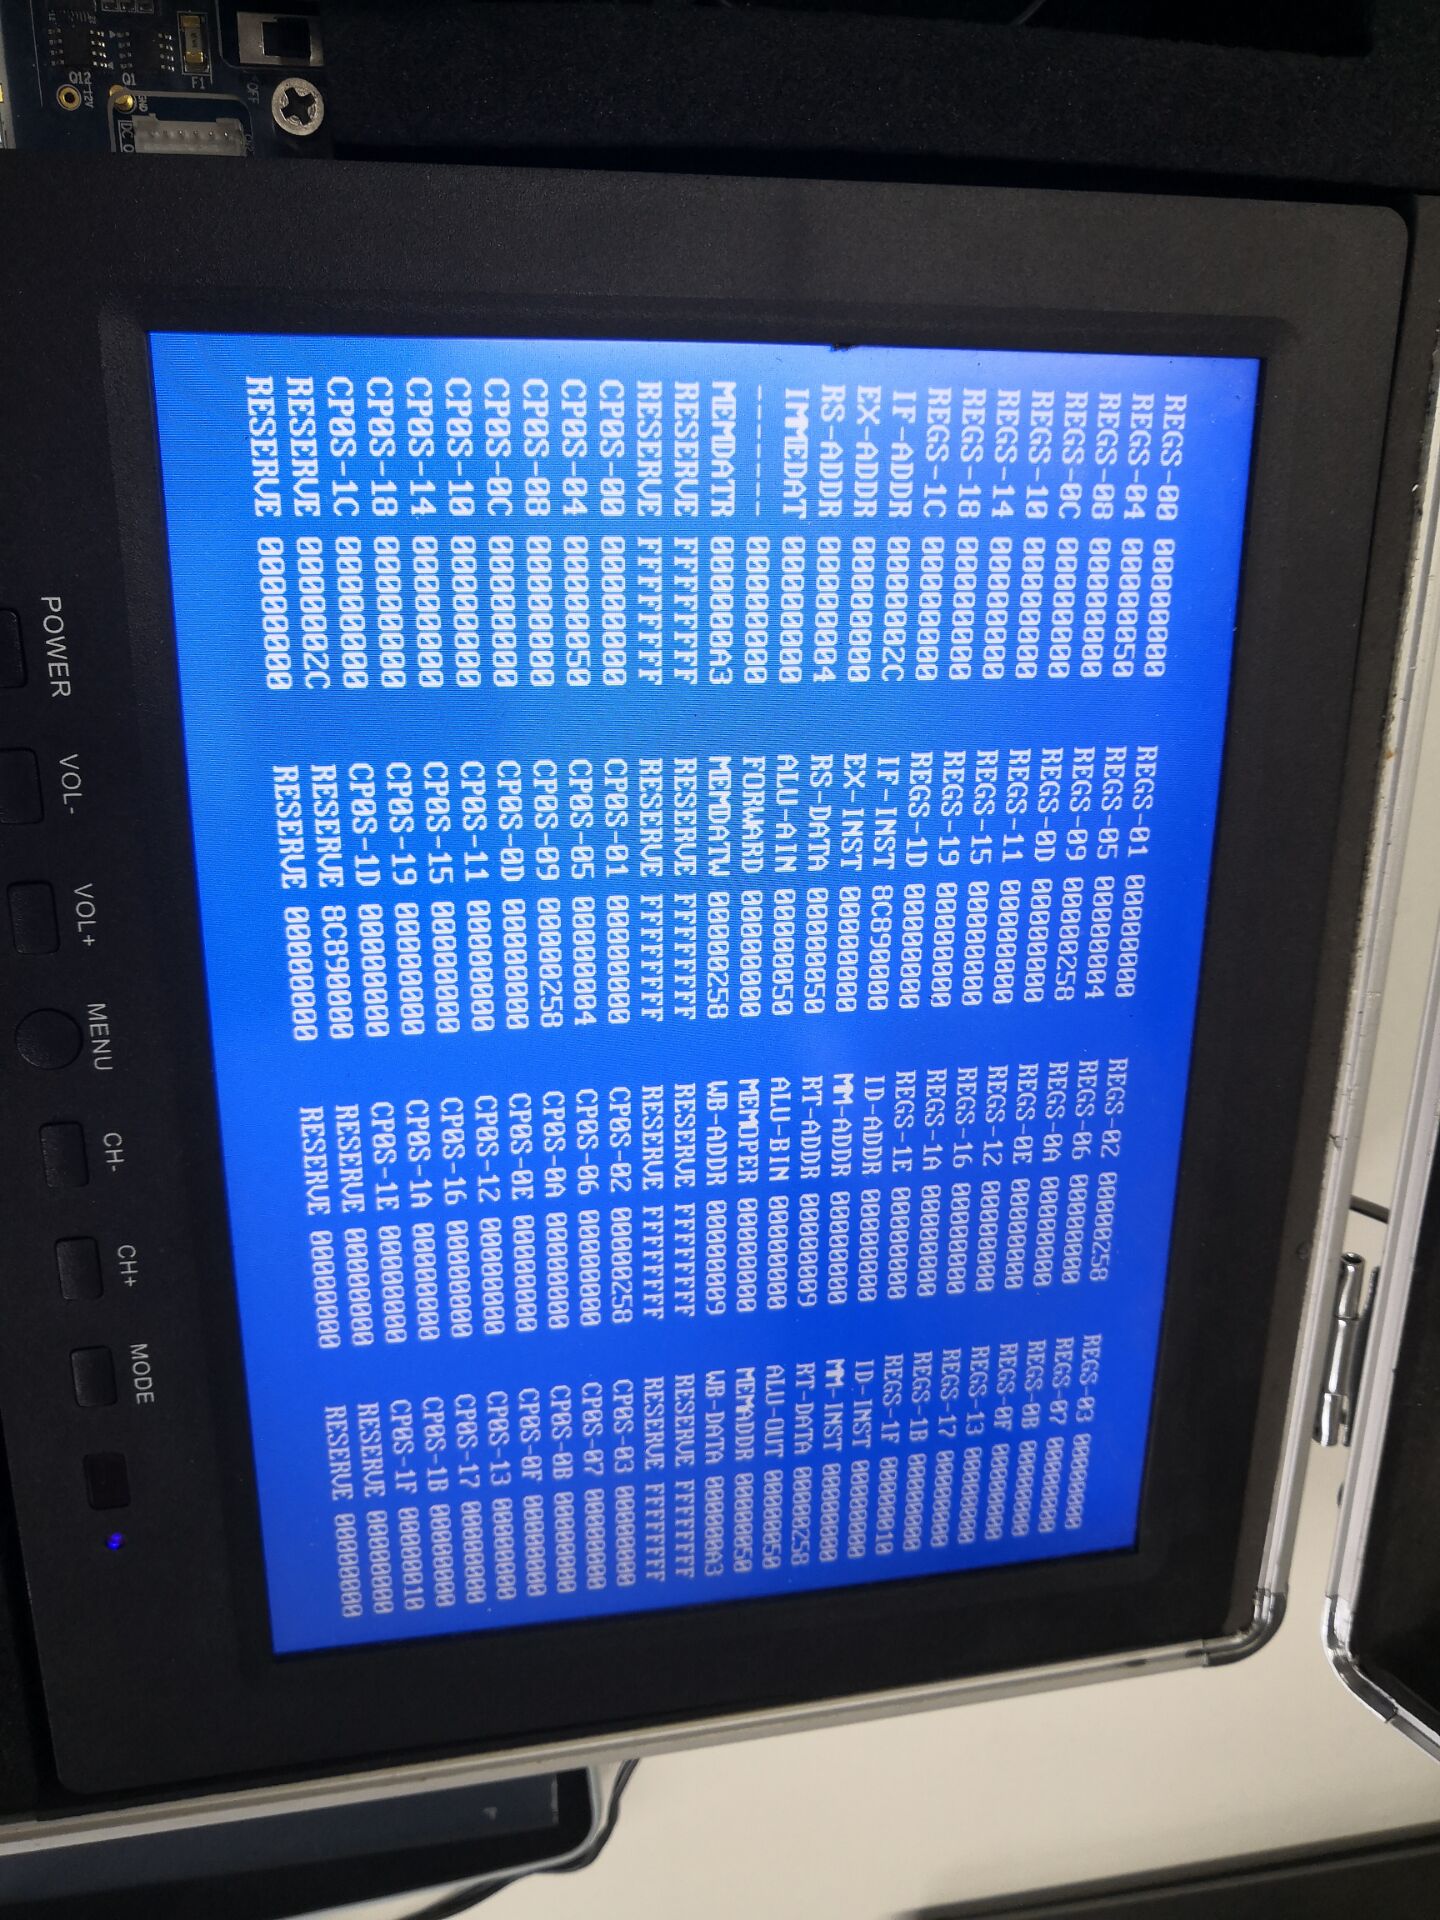 Q12
Q1
F1
-12V
GND
OFF
REGS-00 00000000 REGS-01 00000000 REGS-02 00000258 REGS-03 00000000
REGS-04 00000050 REGS-05 00000004 REGS-06 00000000 REGS-07 00000000
REGS-08 00000000 REGS-09 00000258 REGS-0A 00000000 REGS-0B 00000000
REGS-0C 00000000 REGS-0D 00000000 REGS-0E 00000000 REGS-0F 00000000
REGS-10 00000000 REGS-11 00000000 REGS-12 00000000 REGS-13 00000000
REGS-14 00000000 REGS-15 00000000 REGS-16 00000000 REGS-17 00000000
REGS-18 00000000 REGS-19 00000000 REGS-1A 00000000 REGS-1B 00000000
REGS-1C 00000000 REGS-1D 00000000 REGS-1E 00000000 REGS-1F 00000010
IF-ADDR 0000002C IF-INST 8C890000 ID-ADDR 00000000 ID-INST 00000000
EX-ADDR 00000000 EX-INST 00000000 MM-ADDR 00000000 MM-INST 00000000
RS-ADDR 00000004 RS-DATA 00000050 RT-ADDR 00000009 RT-DATA 00000258
IMMEDAT 00000000 ALU-AIN 00000050 ALU-BIN 00000000 ALU-OUT 00000050
------- 00000000 FORWARD 00000000 MEMOPER 00000000 MEMADDR 00000050
MEMDATR 000000A3 MEMDATW 00000258 WB-ADDR 00000009 WB-DATA 000000A3
RESERVE FFFFFFFF RESERVE FFFFFFFF RESERVE FFFFFFFF RESERVE FFFFFFFF
RESERVE FFFFFFFF RESERVE FFFFFFFF RESERVE FFFFFFFF RESERVE FFFFFFFF
CP0S-00 00000000 CP0S-01 00000000 CP0S-02 00000258 CP0S-03 00000000
CP0S-04 00000050 CP0S-05 00000004 CP0S-06 00000000 CP0S-07 00000000
CP0S-08 00000000 CP0S-09 00000258 CP0S-0A 00000000 CP0S-0B 00000000
CP0S-0C 00000000 CP0S-0D 00000000 CP0S-0E 00000000 CP0S-0F 00000000
CP0S-10 00000000 CP0S-11 00000000 CP0S-12 00000000 CP0S-13 00000000
CP0S-14 00000000 CP0S-15 00000000 CP0S-16 00000000 CP0S-17 00000000
CP0S-18 00000000 CP0S-19 00000000 CP0S-1A 00000000 CP0S-1B 00000000
CP0S-1C 00000000 CP0S-1D 00000000 CP0S-1E 00000000 CP0S-1F 00000010
RESERVE 0000002C RESERVE 8C890000 RESERVE 00000000 RESERVE 00000000
RESERVE 00000000 RESERVE 00000000 RESERVE 00000000 RESERVE 00000000
POWER VOL- VOL+ MENU CH- CH+ MODE